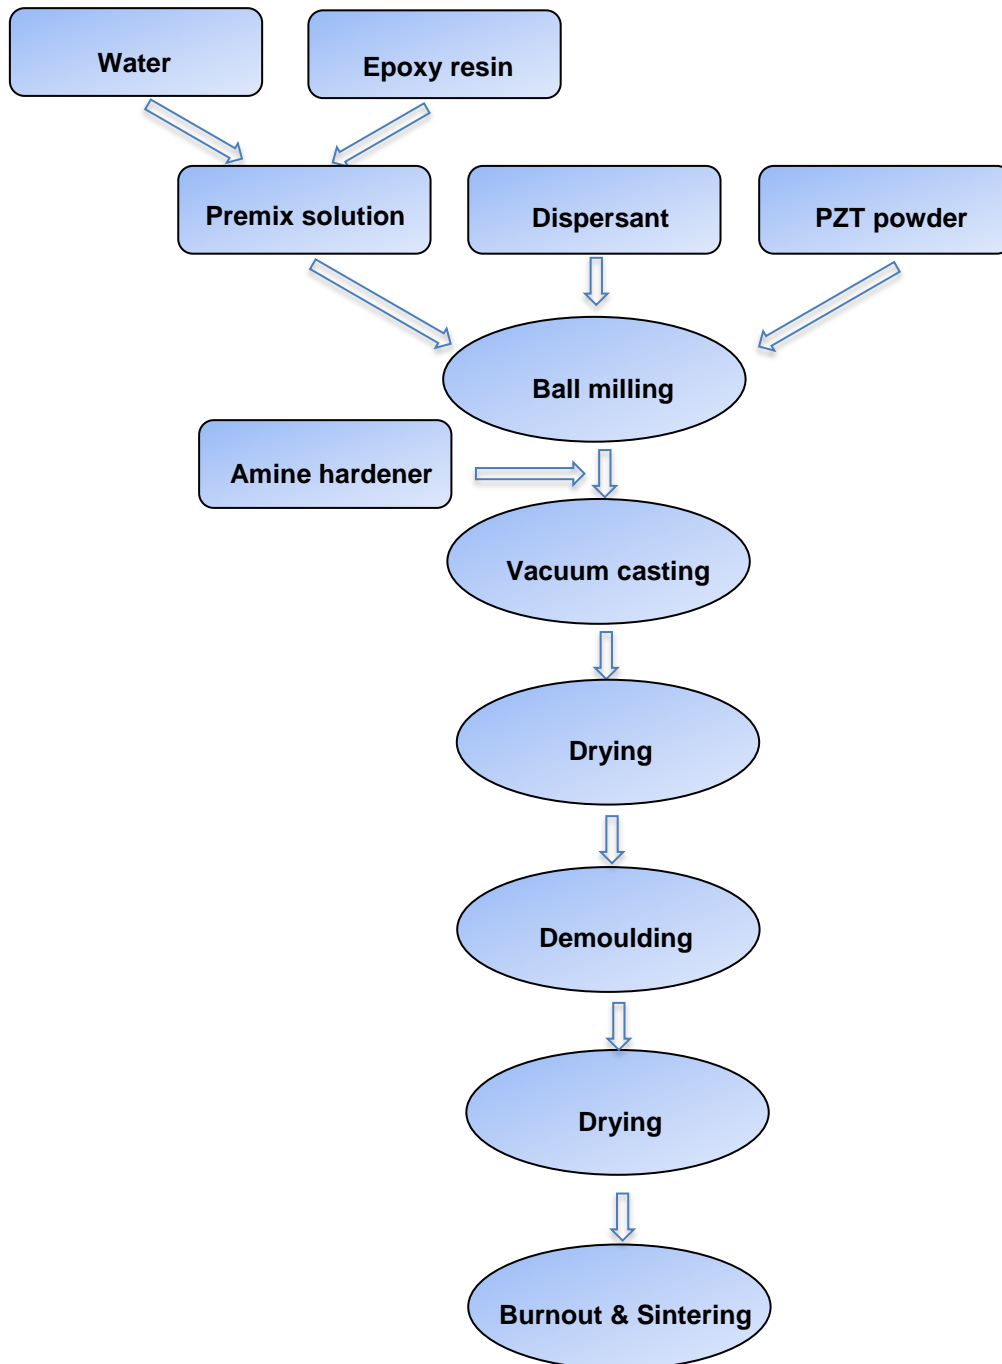 Water
Epoxy resin
Premix solution
Dispersant
PZT powder
Ball milling
Amine hardener
Vacuum casting
Drying
Demoulding
Drying
Burnout & Sintering